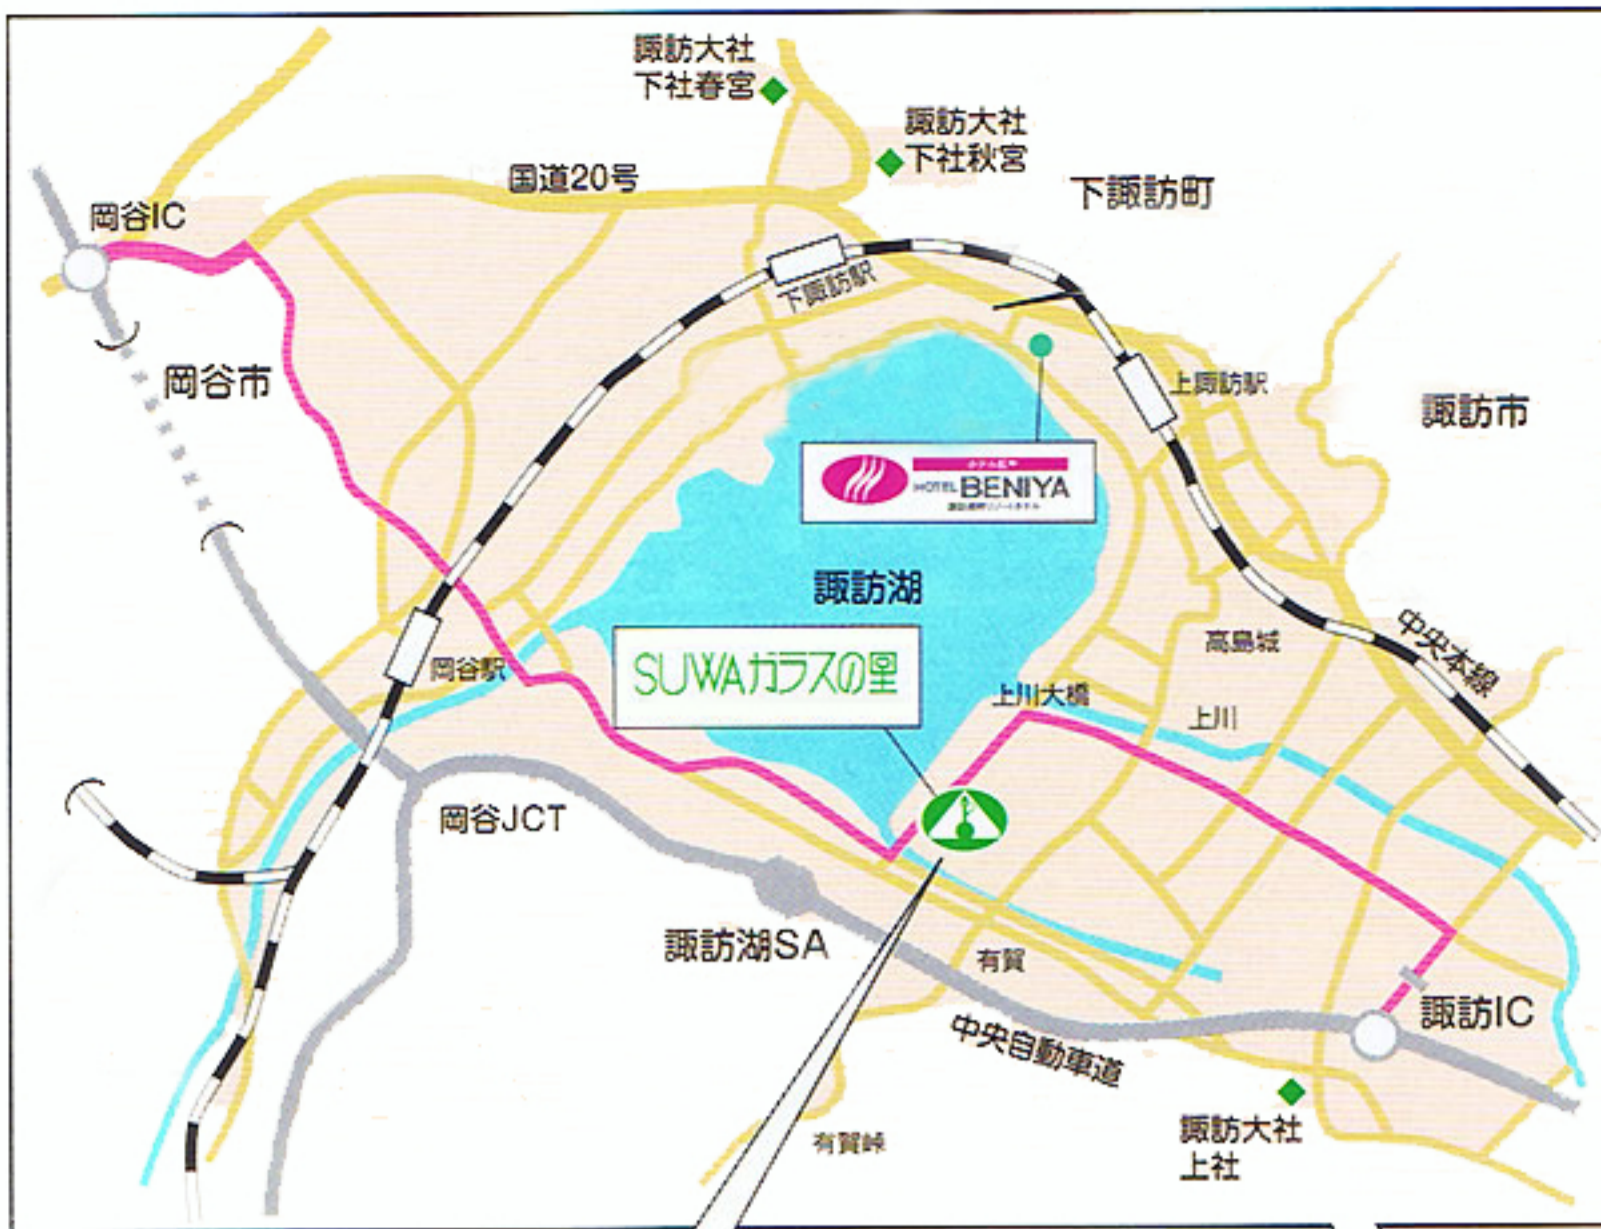 諏訪大社
下社春宮
諏訪大社
下社秋宮
国道20号
下諏訪町
岡谷IC
下諏訪駅
岡谷市
上諏訪駅
諏訪市
HOTEL BENIYA
諏訪湖
中央本線
高島城
SUWAガラスの里
岡谷駅
上川大橋
上川
岡谷JCT
諏訪湖SA
有賀
諏訪IC
中央自動車道
有賀峠
諏訪大社
上社